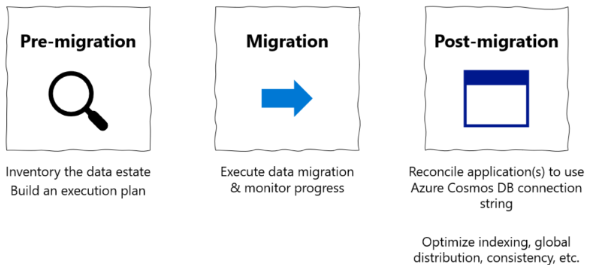 Pre-migration
Inventory the data estate
Build an execution plan
Migration
Execute data migration
& monitor progress
Post-migration
Reconcile application(s) to use
Azure Cosmos DB connection
string
Optimize indexing, global
distribution, consistency, etc.